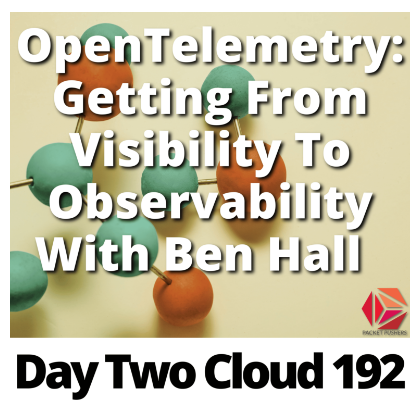 OpenTelemetry:
Getting From
Visibility To
Observability
With Ben Hall
PACKET PUSHERS
Day Two Cloud 192